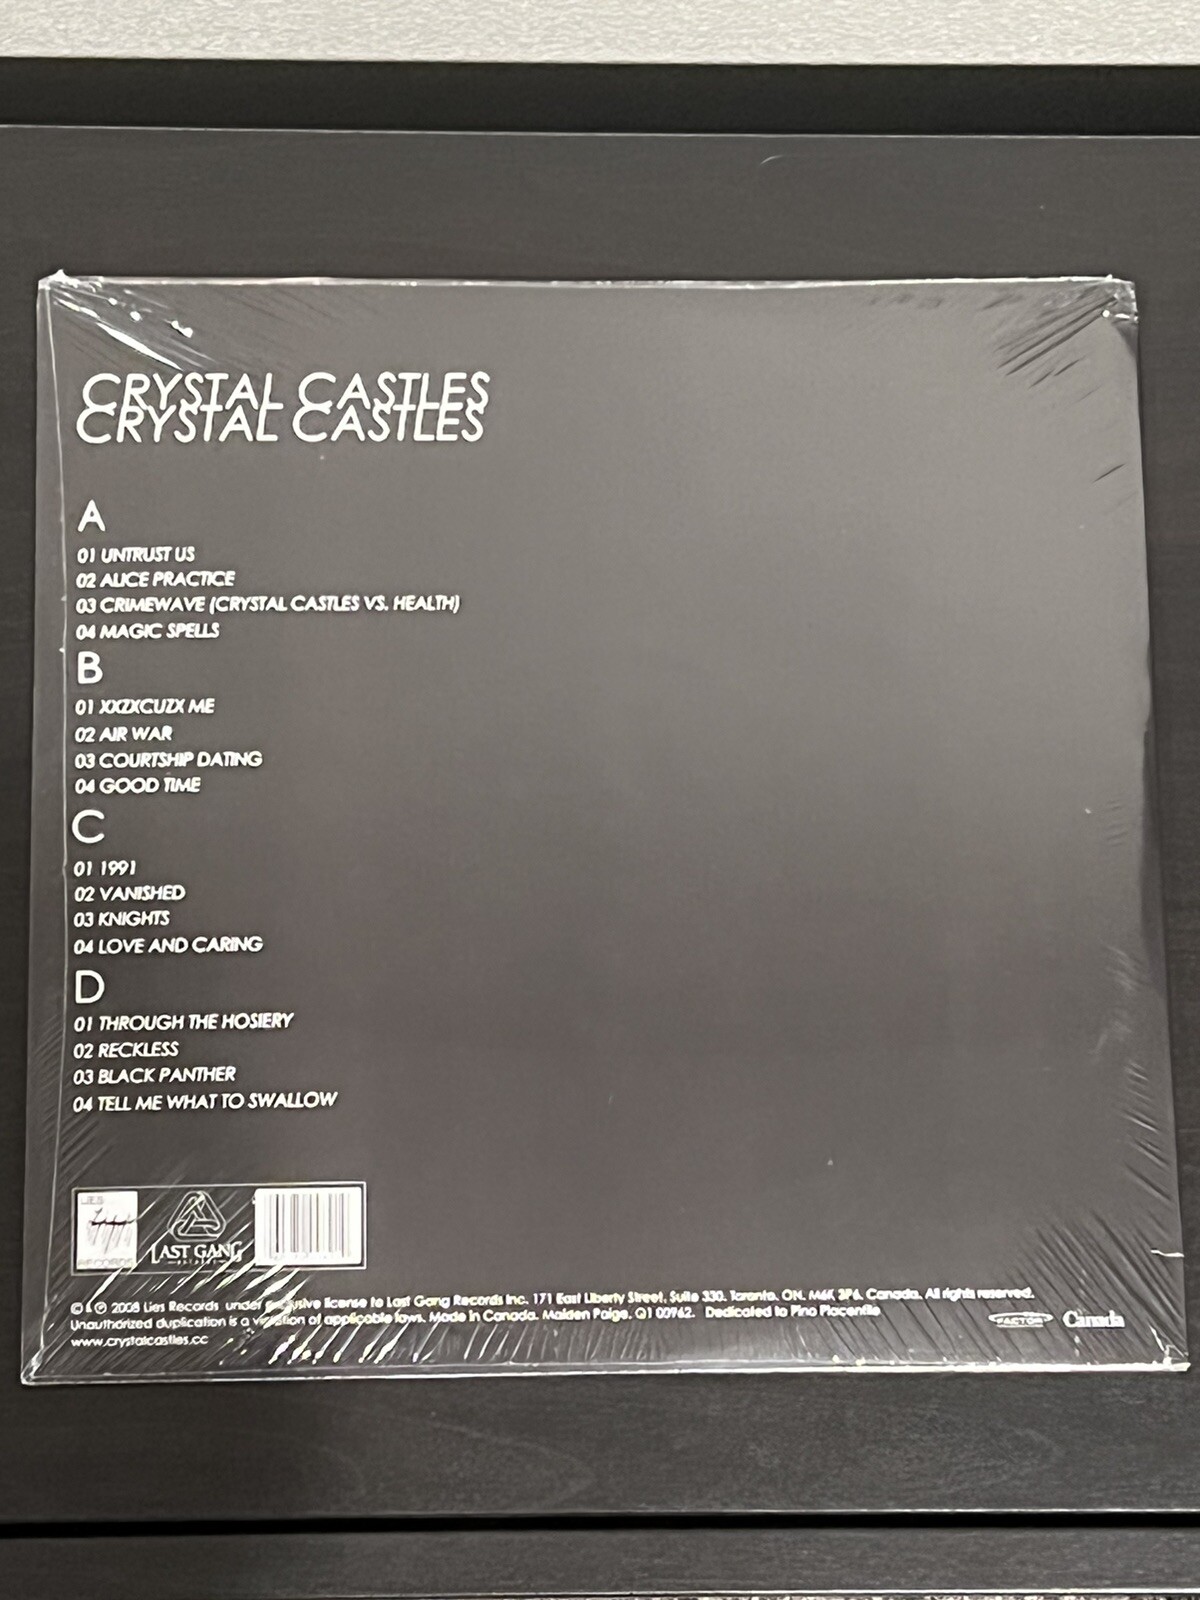 CRYSTAL CASTLES
CRYSTAL CASTLES
A
01 UNTRUST US
02 ALICE PRACTICE
03 CRIMEWAVE (CRYSTAL CASTLES VS. HEALTH)
04 MAGIC SPELLS
B
01 XXZXCUZX ME
02 AIR WAR
03 COURTSHIP DATING
04 GOOD TIME
C
01 1991
02 VANISHED
03 KNIGHTS
04 LOVE AND CARING
D
01 THROUGH THE HOSIERY
02 RECKLESS
03 BLACK PANTHER
04 TELL ME WHAT TO SWALLOW
LIES
RECORDS
LAST GANG
RECORDS
© & ℗ 2008 Lies Records under exclusive license to Last Gang Records Inc. 171 East Liberty Street, Suite 330. Toronto. ON. M6K 3P6. Canada. All rights reserved.
Unauthorized duplication is a violation of applicable laws. Made in Canada. Maiden Paige. Q1 00962. Dedicated to Pino Placentile
www.crystalcastles.cc
FACTOR
Canada